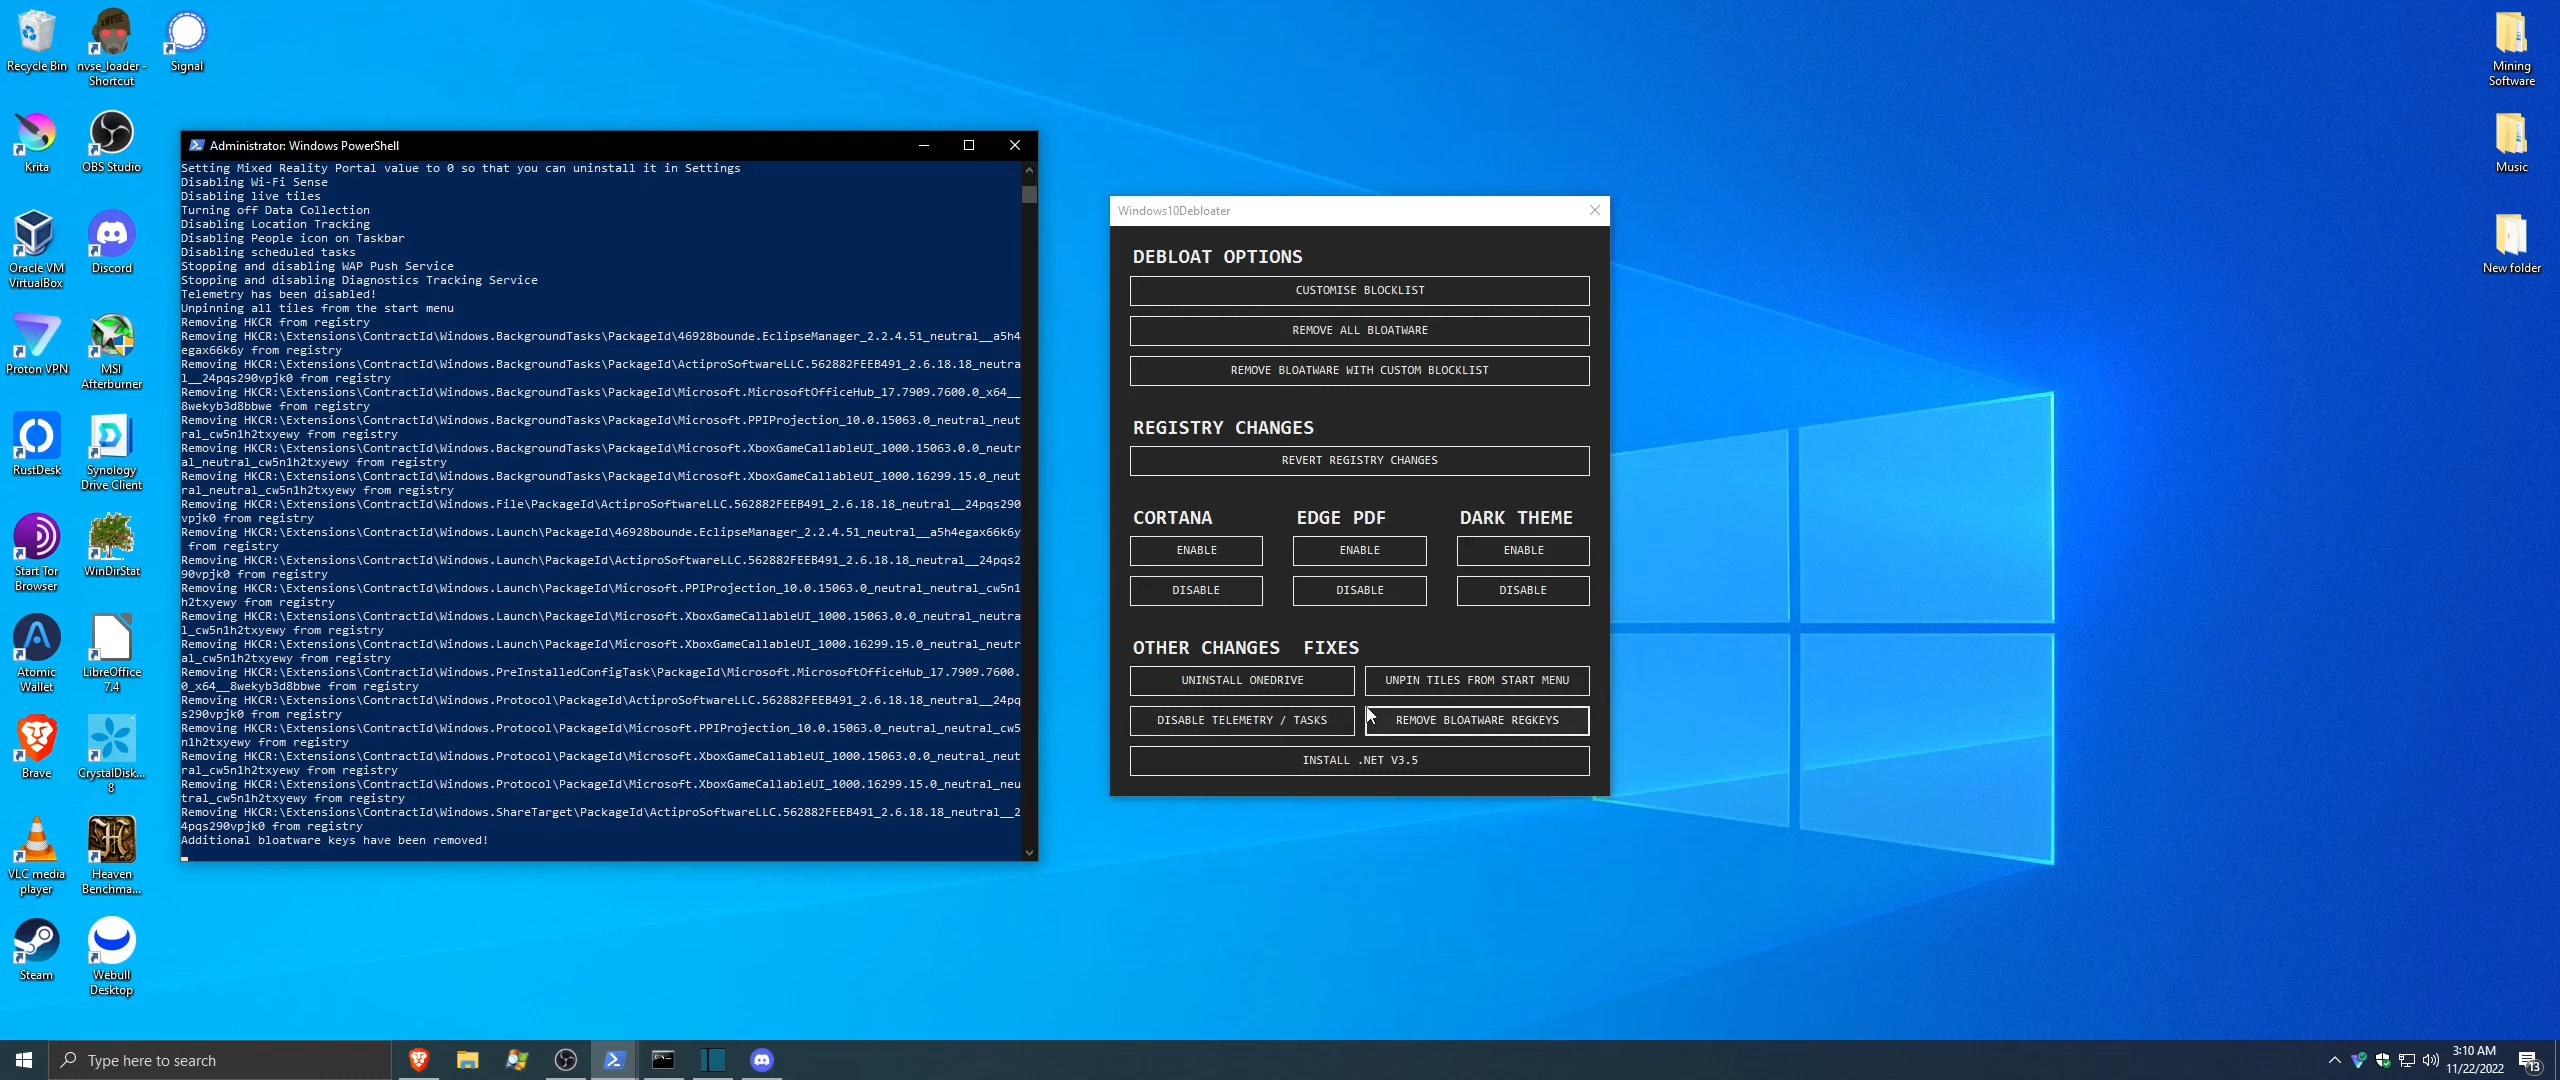 Recycle Bin
nvse_loader - Shortcut
Signal
Krita
OBS Studio
Oracle VM VirtualBox
Discord
Proton VPN
MSI Afterburner
RustDesk
Synology Drive Client
Start Tor Browser
WinDirStat
Atomic Wallet
LibreOffice 7.4
Brave
CrystalDisk... 8
VLC media player
Heaven Benchma...
Steam
Webull Desktop
Administrator: Windows PowerShell
Setting Mixed Reality Portal value to 0 so that you can uninstall it in Settings
Disabling Wi-Fi Sense
Disabling live tiles
Turning off Data Collection
Disabling Location Tracking
Disabling People icon on Taskbar
Disabling scheduled tasks
Stopping and disabling WAP Push Service
Stopping and disabling Diagnostics Tracking Service
Telemetry has been disabled!
Unpinning all tiles from the start menu
Removing HKCR from registry
Removing HKCR:\Extensions\ContractId\Windows.BackgroundTasks\PackageId\46928bounde.EclipseManager_2.2.4.51_neutral__a5h4
egax66k6y from registry
Removing HKCR:\Extensions\ContractId\Windows.BackgroundTasks\PackageId\ActiproSoftwareLLC.562882FEEB491_2.6.18.18_neutra
l__24pqs290vpjk0 from registry
Removing HKCR:\Extensions\ContractId\Windows.BackgroundTasks\PackageId\Microsoft.MicrosoftOfficeHub_17.7909.7600.0_x64__
8wekyb3d8bbwe from registry
Removing HKCR:\Extensions\ContractId\Windows.BackgroundTasks\PackageId\Microsoft.PPIProjection_10.0.15063.0_neutral_neut
ral_cw5n1h2txyewy from registry
Removing HKCR:\Extensions\ContractId\Windows.BackgroundTasks\PackageId\Microsoft.XboxGameCallableUI_1000.15063.0.0_neutr
al_neutral_cw5n1h2txyewy from registry
Removing HKCR:\Extensions\ContractId\Windows.BackgroundTasks\PackageId\Microsoft.XboxGameCallableUI_1000.16299.15.0_neut
ral_neutral_cw5n1h2txyewy from registry
Removing HKCR:\Extensions\ContractId\Windows.File\PackageId\ActiproSoftwareLLC.562882FEEB491_2.6.18.18_neutral__24pqs290
vpjk0 from registry
Removing HKCR:\Extensions\ContractId\Windows.Launch\PackageId\46928bounde.EclipseManager_2.2.4.51_neutral__a5h4egax66k6y
 from registry
Removing HKCR:\Extensions\ContractId\Windows.Launch\PackageId\ActiproSoftwareLLC.562882FEEB491_2.6.18.18_neutral__24pqs2
90vpjk0 from registry
Removing HKCR:\Extensions\ContractId\Windows.Launch\PackageId\Microsoft.PPIProjection_10.0.15063.0_neutral_neutral_cw5n1
h2txyewy from registry
Removing HKCR:\Extensions\ContractId\Windows.Launch\PackageId\Microsoft.XboxGameCallableUI_1000.15063.0.0_neutral_neutra
l_cw5n1h2txyewy from registry
Removing HKCR:\Extensions\ContractId\Windows.Launch\PackageId\Microsoft.XboxGameCallableUI_1000.16299.15.0_neutral_neutr
al_cw5n1h2txyewy from registry
Removing HKCR:\Extensions\ContractId\Windows.PreInstalledConfigTask\PackageId\Microsoft.MicrosoftOfficeHub_17.7909.7600.
0_x64__8wekyb3d8bbwe from registry
Removing HKCR:\Extensions\ContractId\Windows.Protocol\PackageId\ActiproSoftwareLLC.562882FEEB491_2.6.18.18_neutral__24pq
s290vpjk0 from registry
Removing HKCR:\Extensions\ContractId\Windows.Protocol\PackageId\Microsoft.PPIProjection_10.0.15063.0_neutral_neutral_cw5
n1h2txyewy from registry
Removing HKCR:\Extensions\ContractId\Windows.Protocol\PackageId\Microsoft.XboxGameCallableUI_1000.15063.0.0_neutral_neut
ral_cw5n1h2txyewy from registry
Removing HKCR:\Extensions\ContractId\Windows.Protocol\PackageId\Microsoft.XboxGameCallableUI_1000.16299.15.0_neutral_neu
tral_cw5n1h2txyewy from registry
Removing HKCR:\Extensions\ContractId\Windows.ShareTarget\PackageId\ActiproSoftwareLLC.562882FEEB491_2.6.18.18_neutral__2
4pqs290vpjk0 from registry
Additional bloatware keys have been removed!
Windows10Debloater
DEBLOAT OPTIONS
CUSTOMISE BLOCKLIST
REMOVE ALL BLOATWARE
REMOVE BLOATWARE WITH CUSTOM BLOCKLIST
REGISTRY CHANGES
REVERT REGISTRY CHANGES
CORTANA EDGE PDF DARK THEME
ENABLE ENABLE ENABLE
DISABLE DISABLE DISABLE
OTHER CHANGES FIXES
UNINSTALL ONEDRIVE UNPIN TILES FROM START MENU
DISABLE TELEMETRY / TASKS REMOVE BLOATWARE REGKEYS
INSTALL .NET V3.5
Mining Software
Music
New folder
Type here to search
3:10 AM
11/22/2022
13